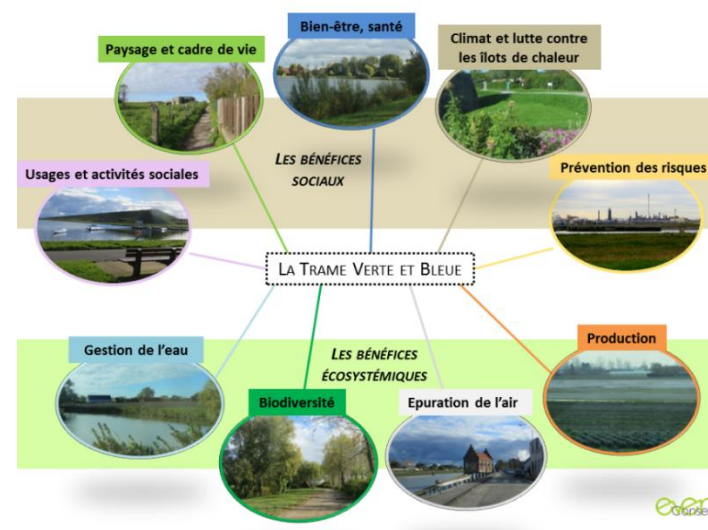 Bien-être, santé
Paysage et cadre de vie
Climat et lutte contre
les îlots de chaleur
LES BÉNÉFICES
SOCIAUX
Usages et activités sociales
Prévention des risques
LA TRAME VERTE ET BLEUE
Gestion de l'eau
LES BÉNÉFICES
ÉCOSYSTÉMIQUES
Production
Biodiversité
Epuration de l'air